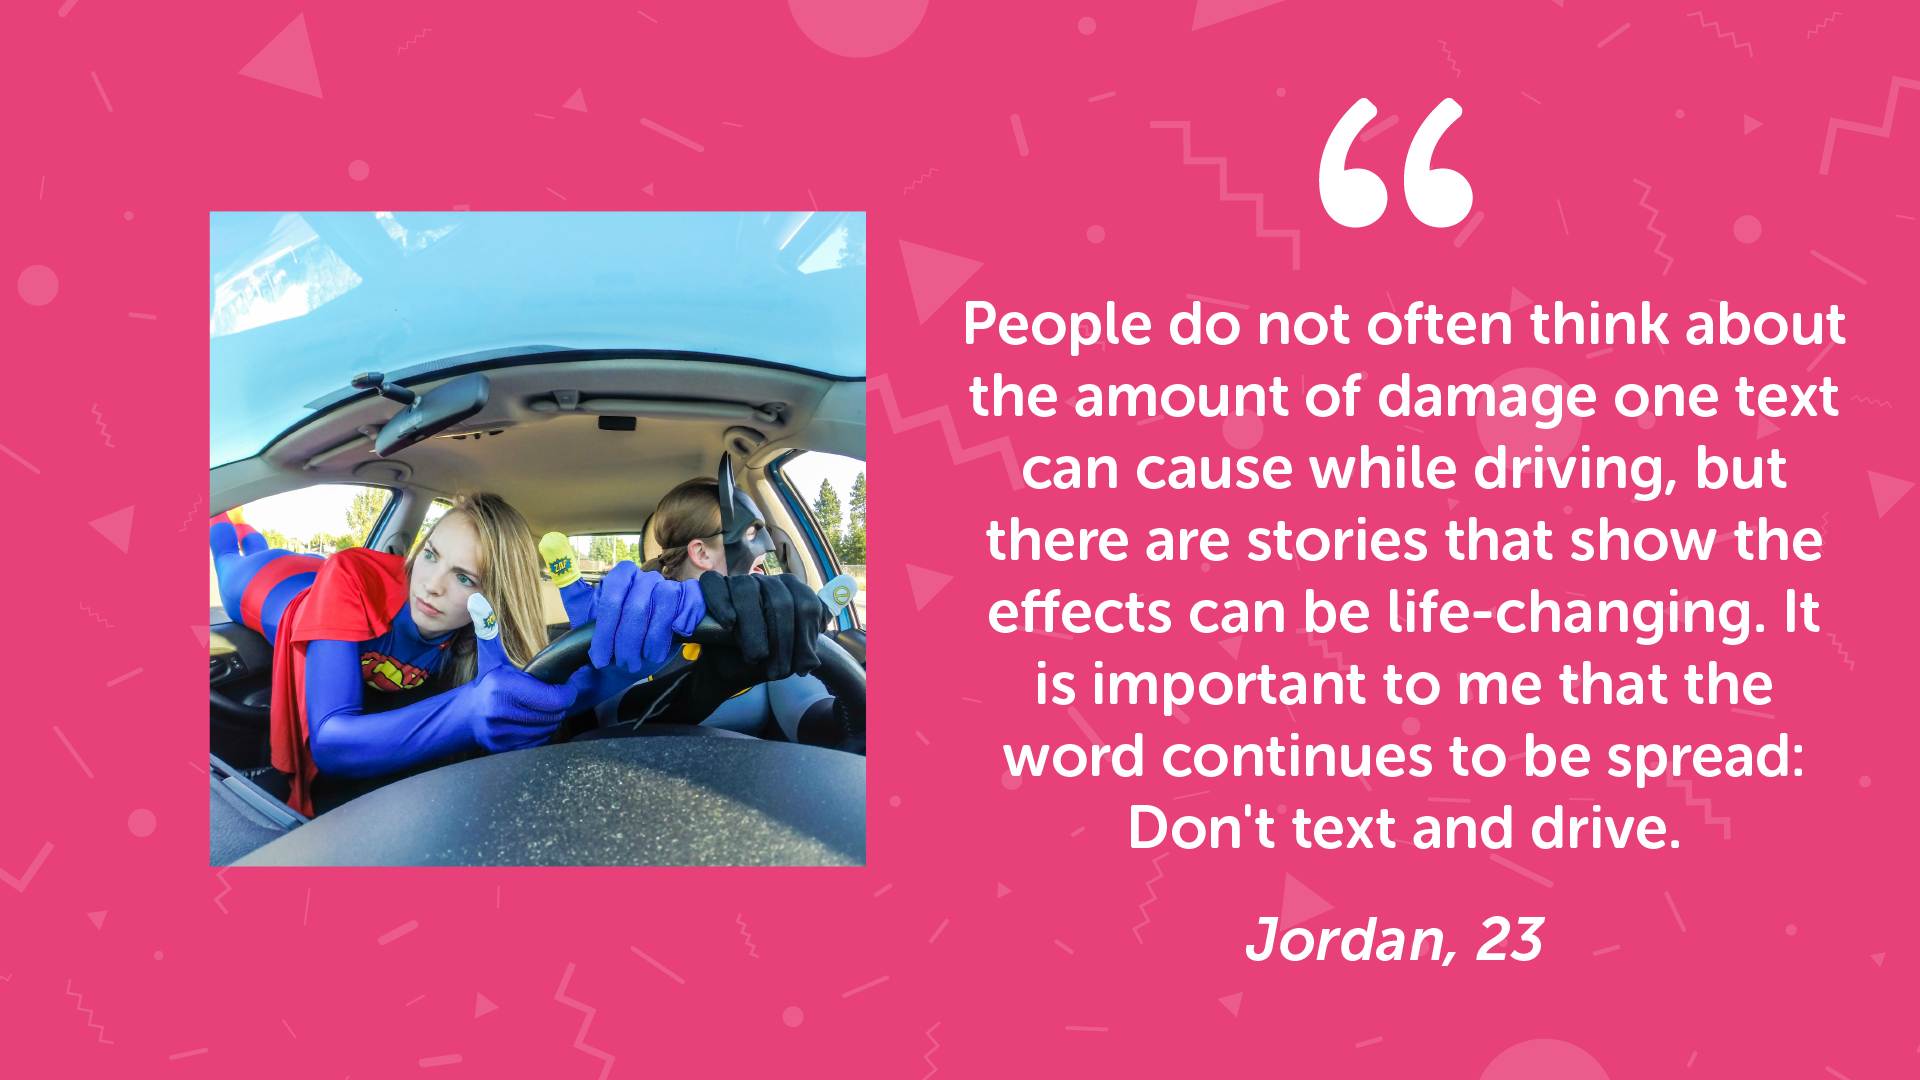 “
People do not often think about
the amount of damage one text
can cause while driving, but
there are stories that show the
effects can be life-changing. It
is important to me that the
word continues to be spread:
Don't text and drive.
Jordan, 23
ZAP